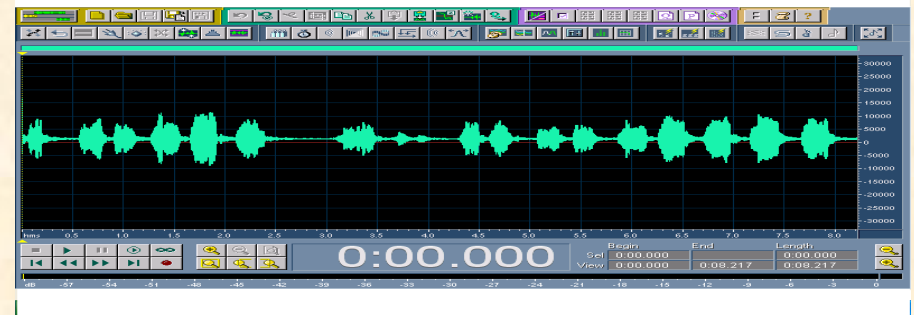 F ?
30000
25000
20000
15000
10000
5000
0
-5000
-10000
-15000
-20000
-25000
-30000
hms 0.5 1.0 1.5 2.0 2.5 3.0 3.5 4.0 4.5 5.0 5.5 6.0 6.5 7.0 7.5 8.0
0:00.000
Begin End Length
Sel 0:00.000 0:00.000
View 0:00.000 0:08.217 0:08.217
dB -57 -54 -51 -48 -45 -42 -39 -36 -33 -30 -27 -24 -21 -18 -15 -12 -9 -6 -3 0